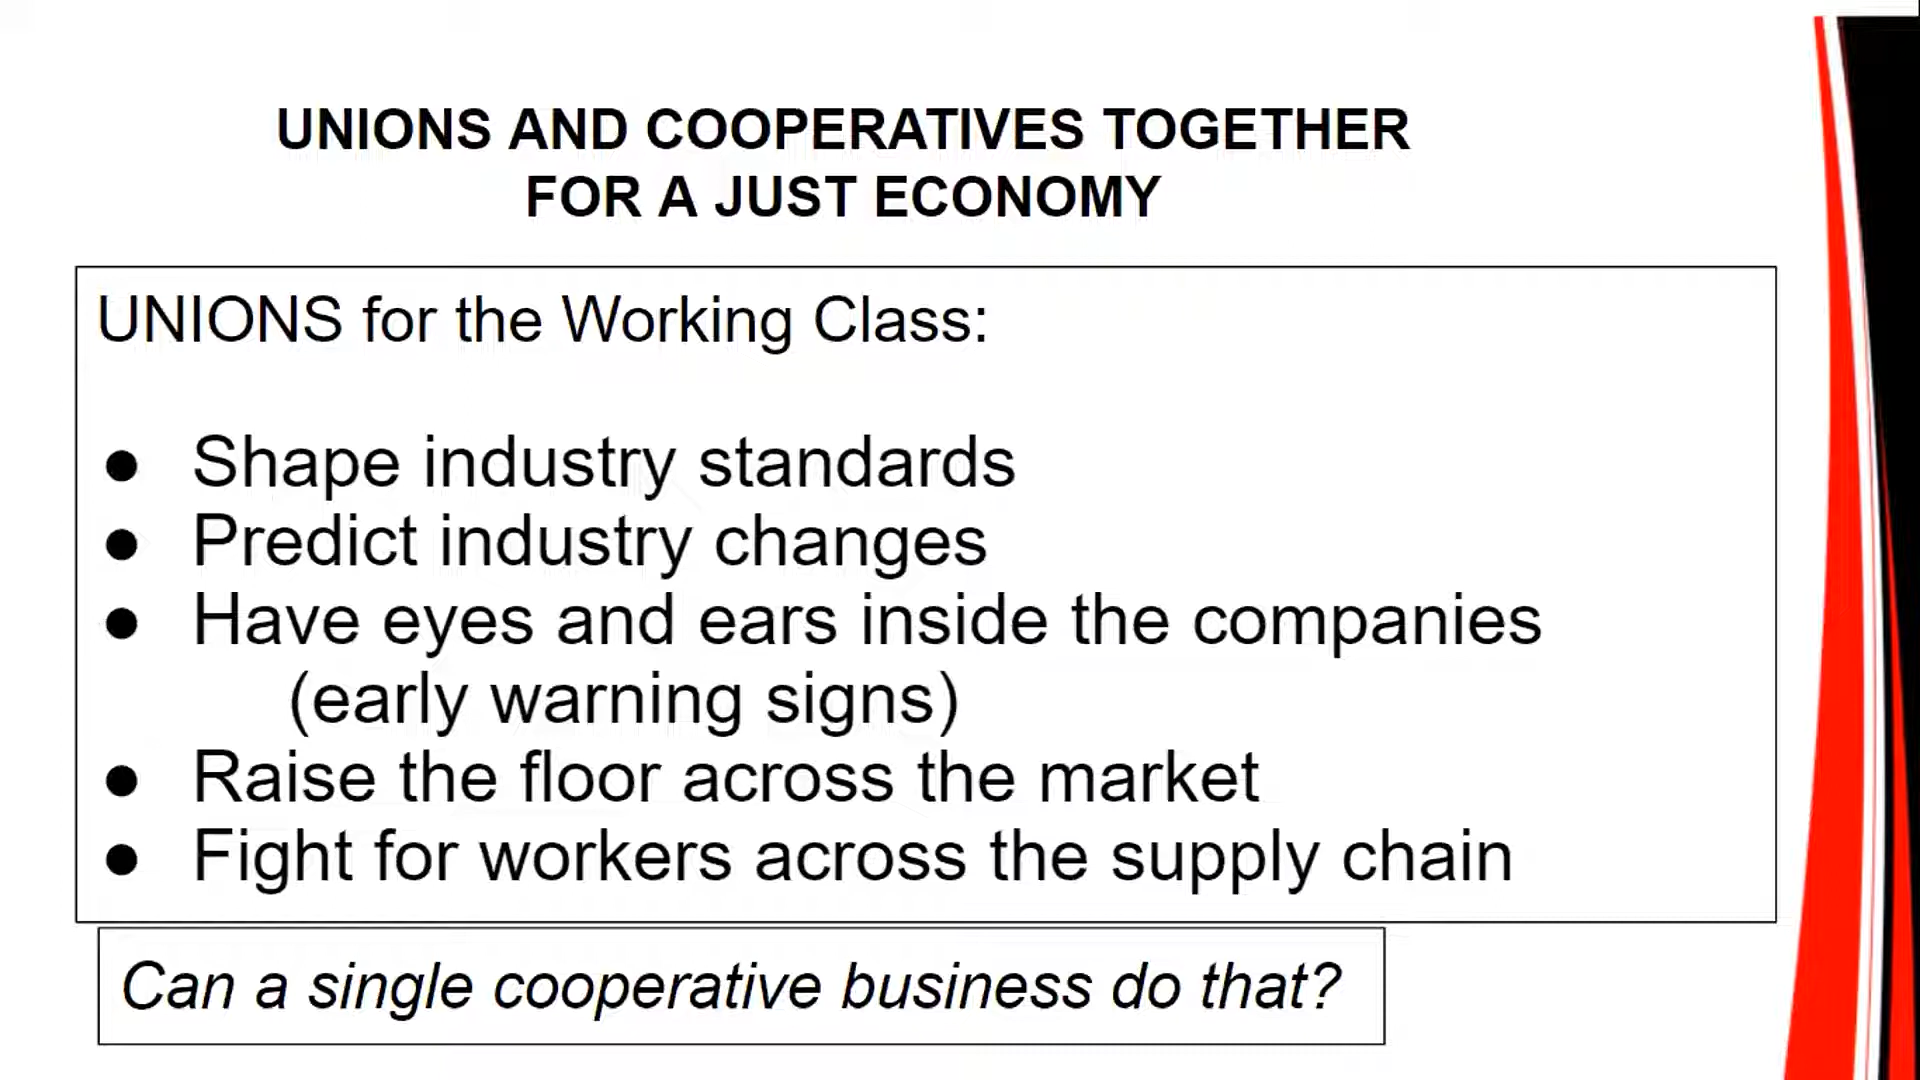 UNIONS AND COOPERATIVES TOGETHER
FOR A JUST ECONOMY
UNIONS for the Working Class:
● Shape industry standards
● Predict industry changes
● Have eyes and ears inside the companies
(early warning signs)
● Raise the floor across the market
● Fight for workers across the supply chain
Can a single cooperative business do that?